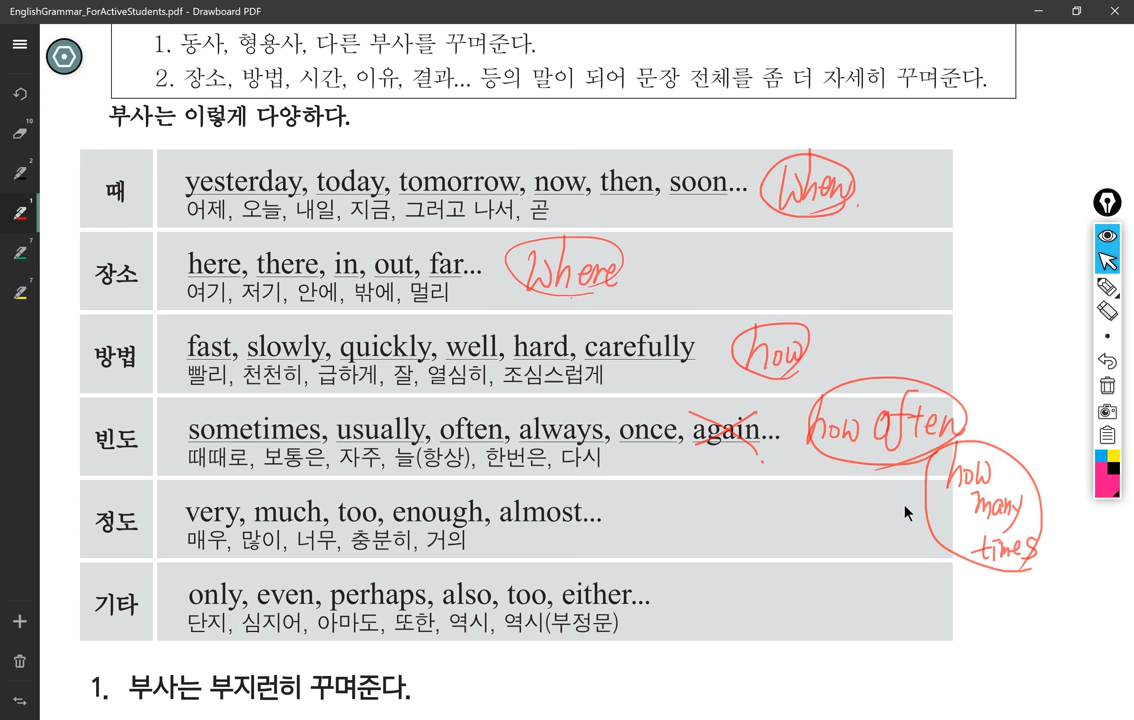 EnglishGrammar_ForActiveStudents.pdf - Drawboard PDF
1. 동사, 형용사, 다른 부사를 꾸며준다.
2. 장소, 방법, 시간, 이유, 결과... 등의 말이 되어 문장 전체를 좀 더 자세히 꾸며준다.
부사는 이렇게 다양하다.
때
yesterday, today, tomorrow, now, then, soon...
When
어제, 오늘, 내일, 지금, 그러고 나서, 곧
장소
here, there, in, out, far...
Where
여기, 저기, 안에, 밖에, 멀리
방법
fast, slowly, quickly, well, hard, carefully
how
빨리, 천천히, 급하게, 잘, 열심히, 조심스럽게
빈도
sometimes, usually, often, always, once, again...
how often
때때로, 보통은, 자주, 늘(항상), 한번은, 다시
how
many
times
정도
very, much, too, enough, almost...
매우, 많이, 너무, 충분히, 거의
기타
only, even, perhaps, also, too, either...
단지, 심지어, 아마도, 또한, 역시, 역시(부정문)
1. 부사는 부지런히 꾸며준다.
10
2
1
7
7